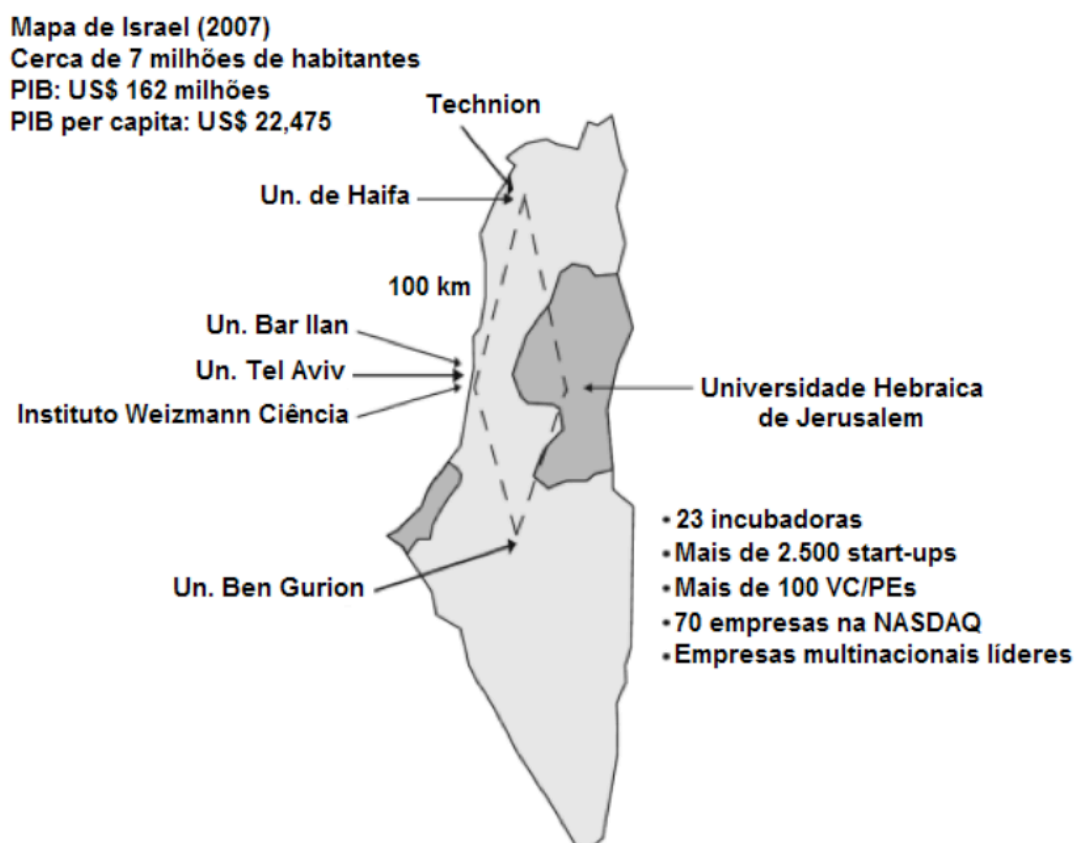 Mapa de Israel (2007)
Cerca de 7 milhões de habitantes
PIB: US$ 162 milhões
PIB per capita: US$ 22,475
Technion
Un. de Haifa
100 km
Un. Bar Ilan
Un. Tel Aviv
Instituto Weizmann Ciência
Universidade Hebraica
de Jerusalem
Un. Ben Gurion
• 23 incubadoras
• Mais de 2.500 start-ups
• Mais de 100 VC/PEs
• 70 empresas na NASDAQ
• Empresas multinacionais líderes